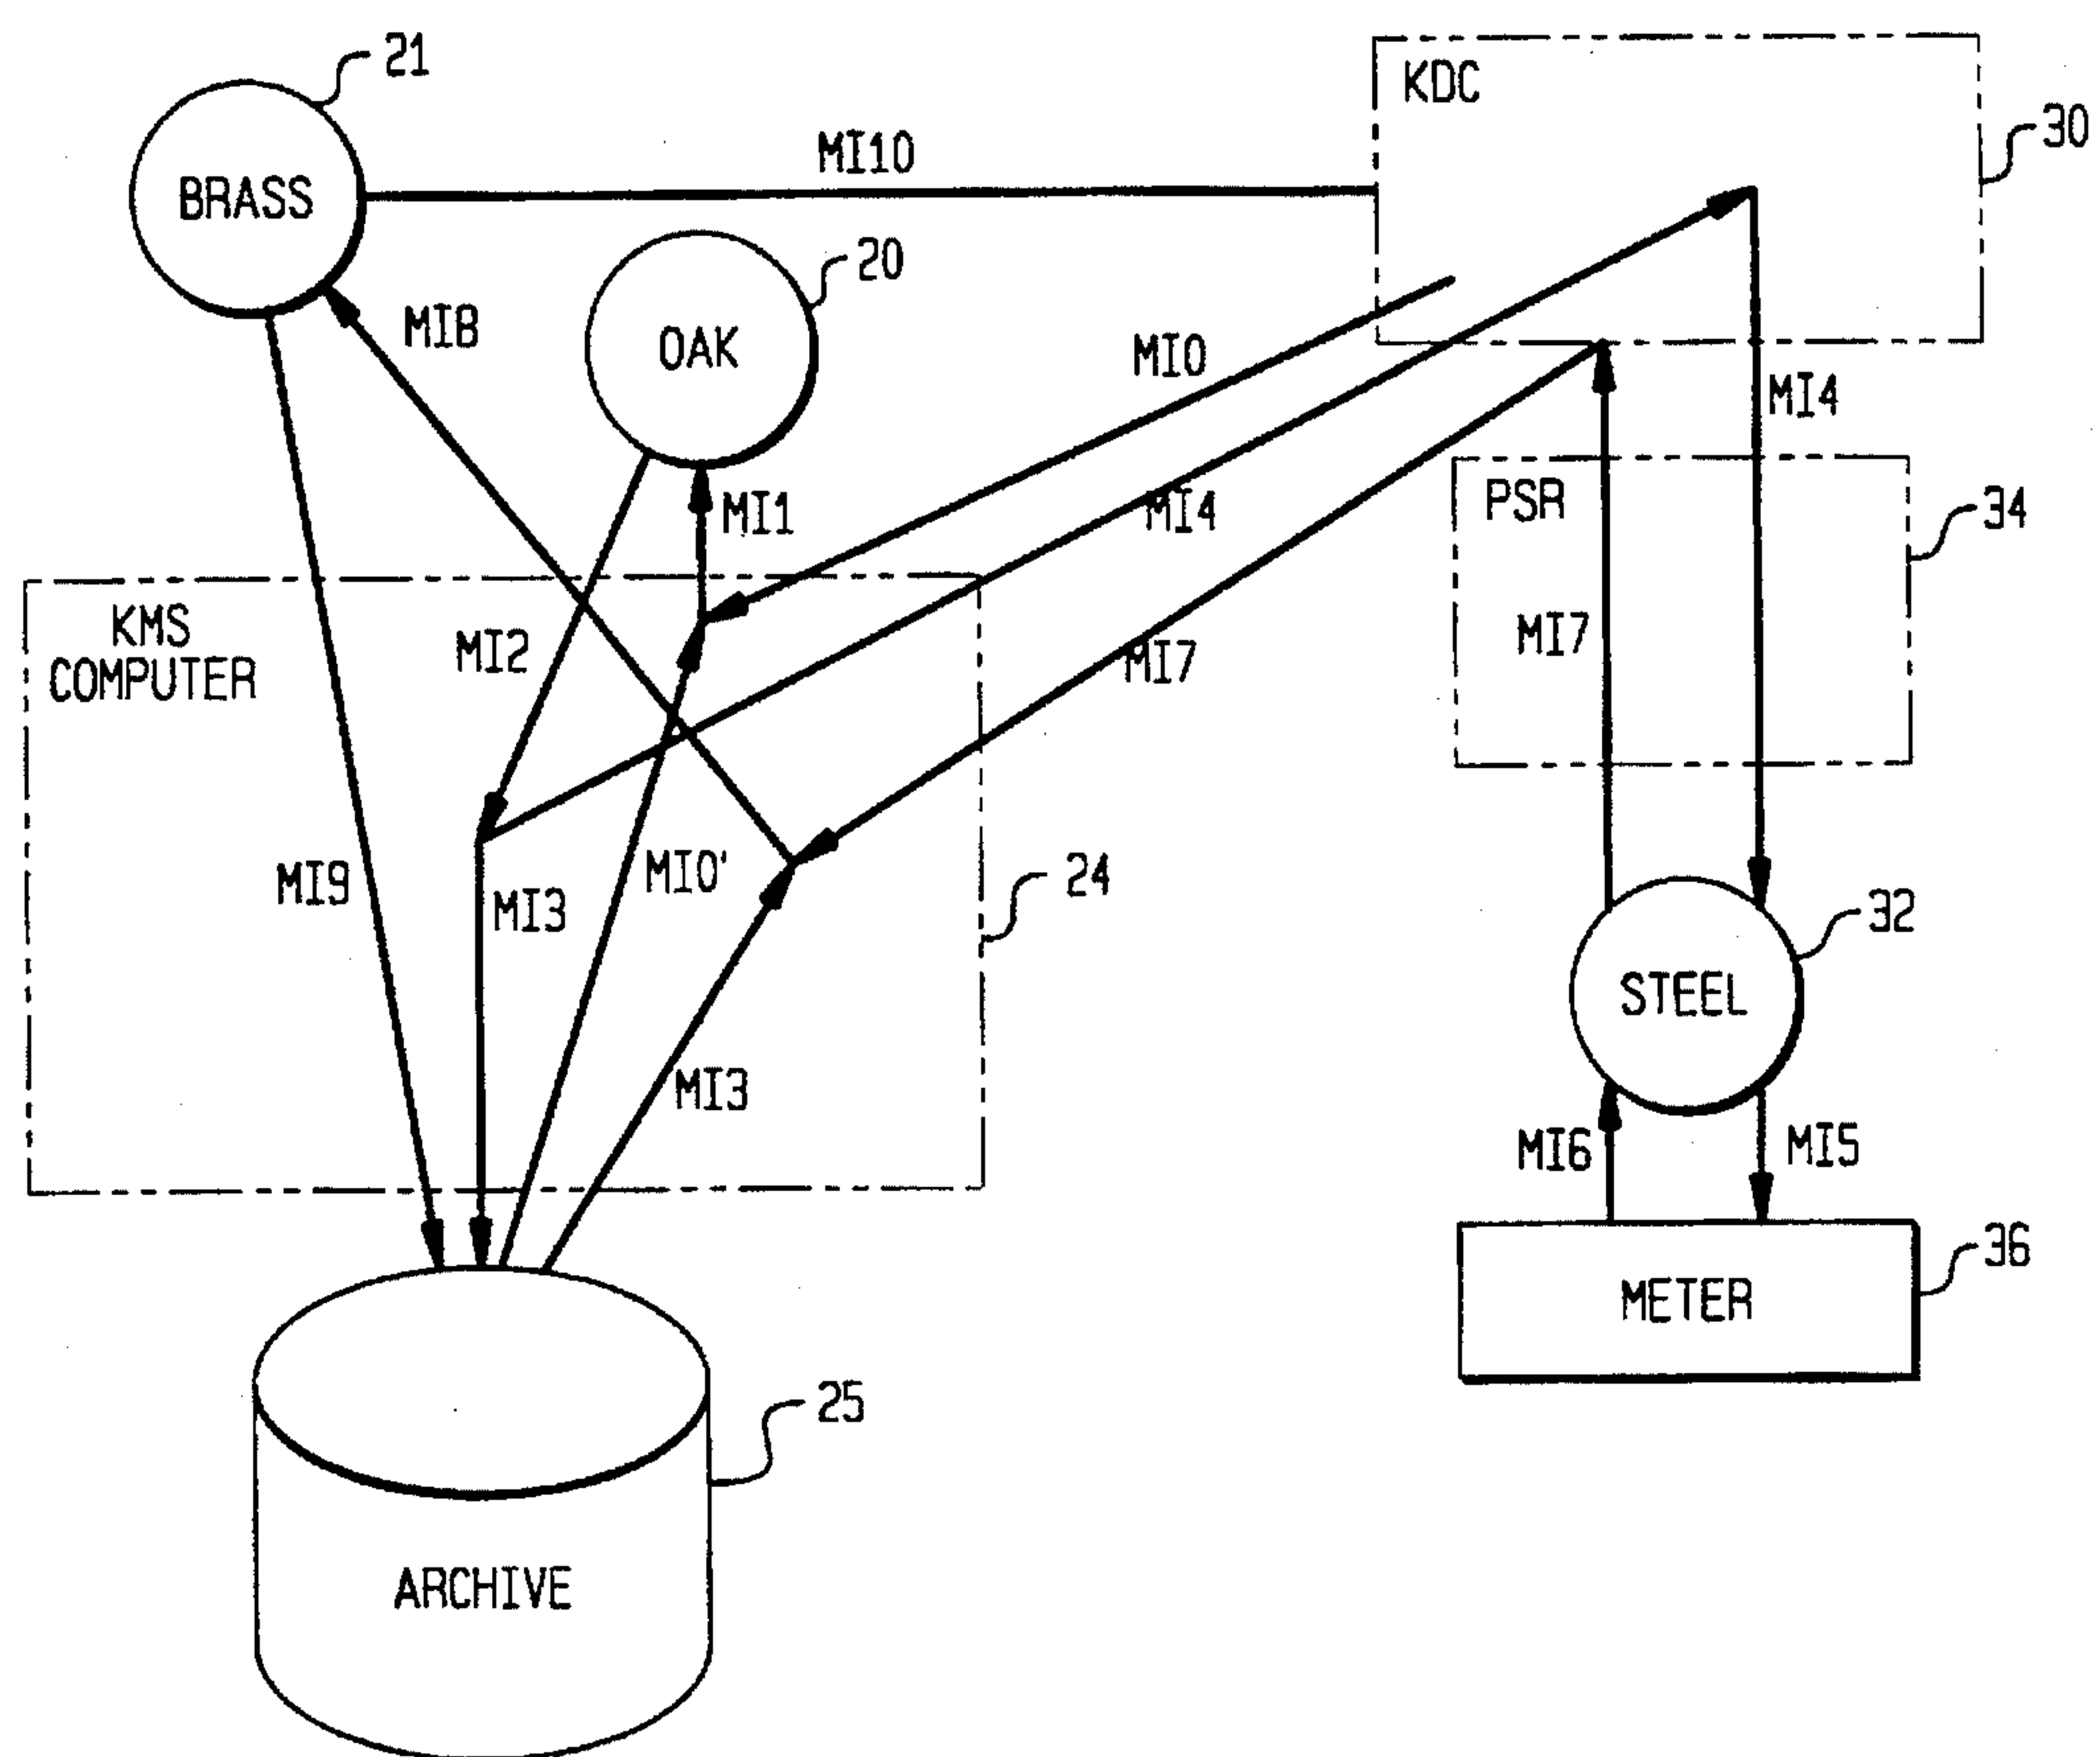 21
KDC
30
MI10
BRASS
20
MI8
OAK
MI0
MI4
MI1
MI4
PSR
34
KMS
COMPUTER
MI2
MI7
MI7
MI9
MI3
MI0'
24
32
STEEL
MI3
MI6
MI5
36
METER
25
ARCHIVE